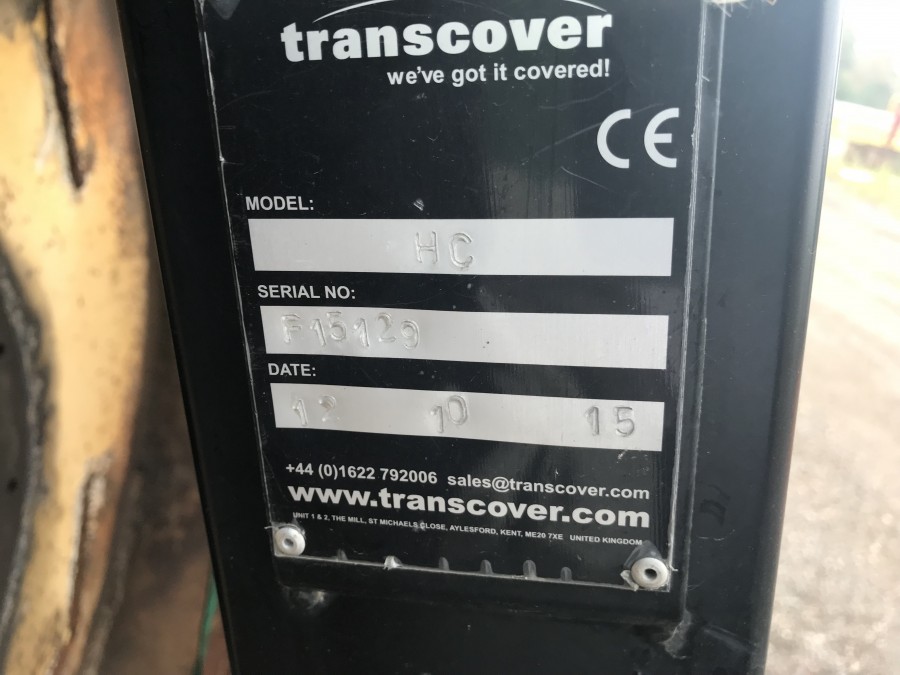 transcover
we've got it covered!
CE
MODEL:
HC
SERIAL NO:
F15129
DATE:
12 10 15
+44 (0)1622 792006 sales@transcover.com
www.transcover.com
UNIT 1 & 2, THE MILL, ST MICHAELS CLOSE, AYLESFORD, KENT, ME20 7XE UNITED KINGDOM